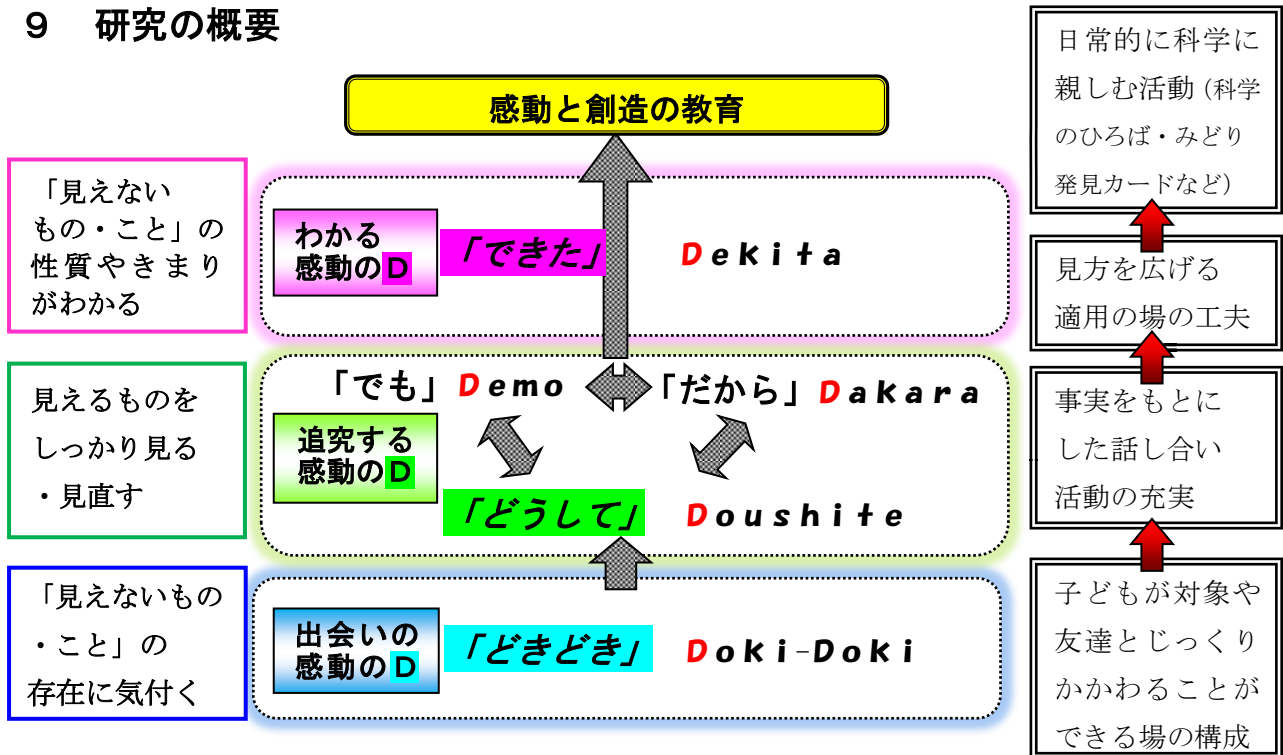 ９　研究の概要
感動と創造の教育
「見えない
もの・こと」の
性質やきまり
がわかる
わかる
感動のＤ
「できた」
Dekita
見えるものを
しっかり見る
・見直す
「でも」Demo
「だから」Dakara
追究する
感動のＤ
「どうして」
Doushite
「見えないもの
・こと」の
存在に気付く
出会いの
感動のＤ
「どきどき」
Doki-Doki
日常的に科学に
親しむ活動（科学
のひろば・みどり
発見カードなど）
見方を広げる
適用の場の工夫
事実をもとに
した話し合い
活動の充実
子どもが対象や
友達とじっくり
かかわることが
できる場の構成